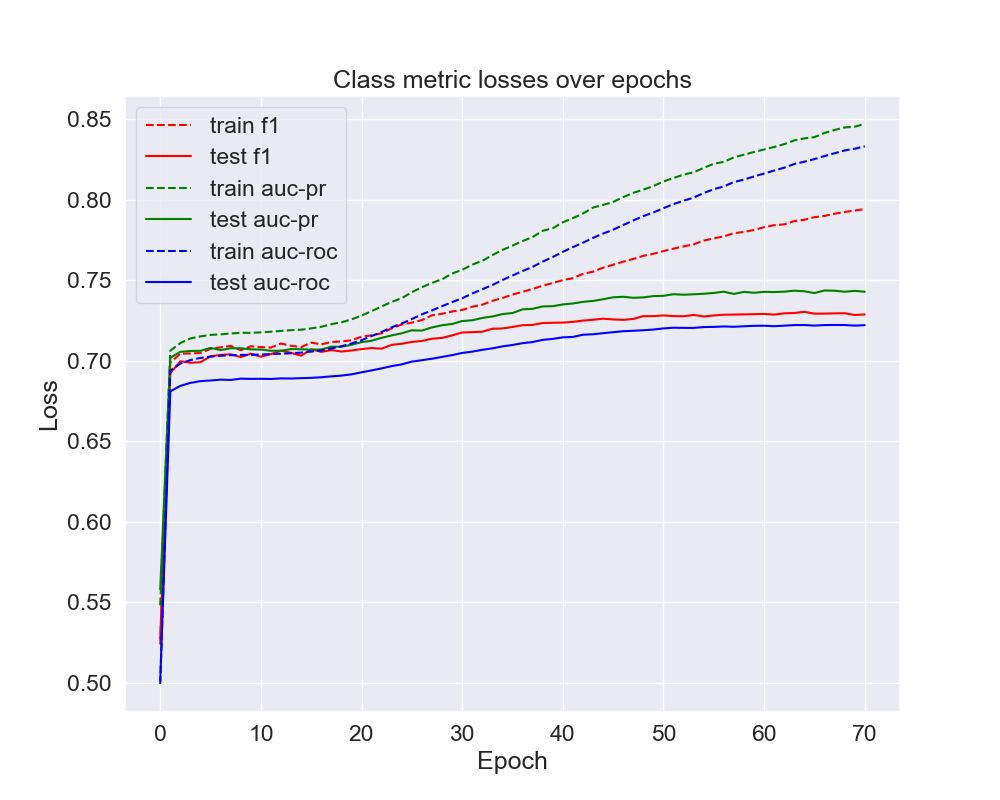 Class metric losses over epochs
train f1
test f1
train auc-pr
test auc-pr
train auc-roc
test auc-roc
0.85
0.80
0.75
0.70
0.65
0.60
0.55
0.50
Loss
0 10 20 30 40 50 60 70
Epoch